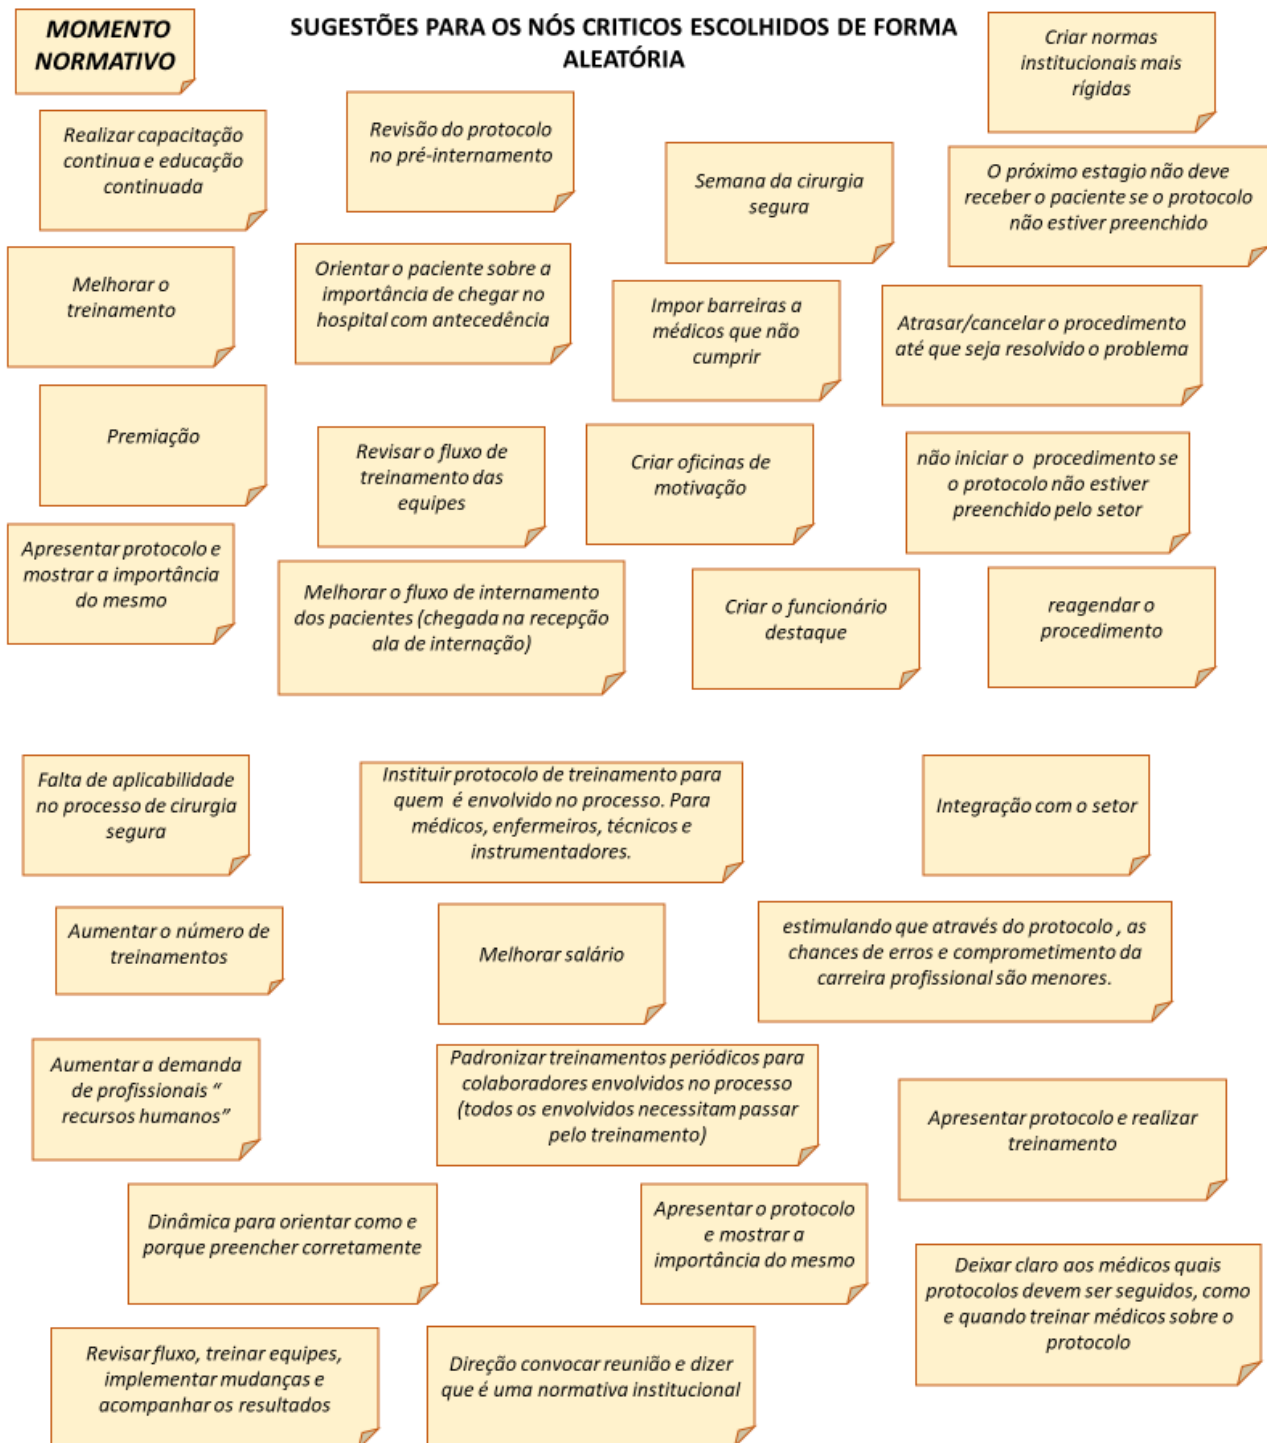 MOMENTO
NORMATIVO
SUGESTÕES PARA OS NÓS CRITICOS ESCOLHIDOS DE FORMA
ALEATÓRIA
Criar normas
institucionais mais
rígidas
Realizar capacitação
continua e educação
continuada
Revisão do protocolo
no pré-internamento
Semana da cirurgia
segura
O próximo estagio não deve
receber o paciente se o protocolo
não estiver preenchido
Melhorar o
treinamento
Orientar o paciente sobre a
importância de chegar no
hospital com antecedência
Impor barreiras a
médicos que não
cumprir
Atrasar/cancelar o procedimento
até que seja resolvido o problema
Premiação
Revisar o fluxo de
treinamento das
equipes
Criar oficinas de
motivação
não iniciar o procedimento se
o protocolo não estiver
preenchido pelo setor
Apresentar protocolo e
mostrar a importância
do mesmo
Melhorar o fluxo de internamento
dos pacientes (chegada na recepção
ala de internação)
Criar o funcionário
destaque
reagendar o
procedimento
Falta de aplicabilidade
no processo de cirurgia
segura
Instituir protocolo de treinamento para
quem é envolvido no processo. Para
médicos, enfermeiros, técnicos e
instrumentadores.
Integração com o setor
Aumentar o número de
treinamentos
Melhorar salário
estimulando que através do protocolo , as
chances de erros e comprometimento da
carreira profissional são menores.
Aumentar a demanda
de profissionais “
recursos humanos”
Padronizar treinamentos periódicos para
colaboradores envolvidos no processo
(todos os envolvidos necessitam passar
pelo treinamento)
Apresentar protocolo e realizar
treinamento
Dinâmica para orientar como e
porque preencher corretamente
Apresentar o protocolo
e mostrar a
importância do mesmo
Deixar claro aos médicos quais
protocolos devem ser seguidos, como
e quando treinar médicos sobre o
protocolo
Revisar fluxo, treinar equipes,
implementar mudanças e
acompanhar os resultados
Direção convocar reunião e dizer
que é uma normativa institucional